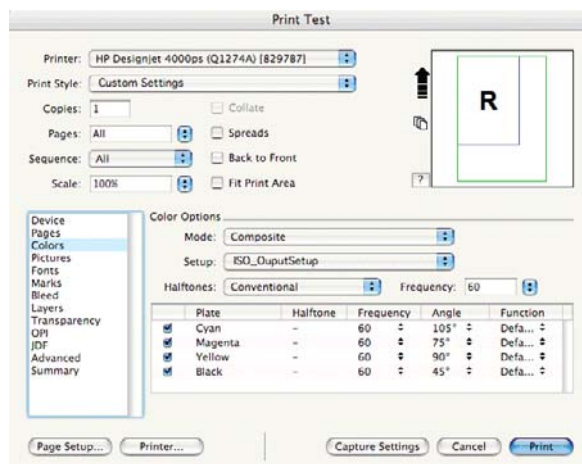 Print Test
Printer: HP Designjet 4000ps (Q1274A) [829787]
Print Style: Custom Settings
Copies: 1 Collate
Pages: All Spreads
Sequence: All Back to Front
Scale: 100% Fit Print Area
R
?
Device
Pages
Colors
Pictures
Fonts
Marks
Bleed
Layers
Transparency
OPI
JDF
Advanced
Summary
Color Options
Mode: Composite
Setup: ISO_OuputSetup
Halftones: Conventional Frequency: 60
Plate Halftone Frequency Angle Function
Cyan – 60 105° Defa...
Magenta – 60 75° Defa...
Yellow – 60 90° Defa...
Black – 60 45° Defa...
Page Setup... Printer... Capture Settings Cancel Print